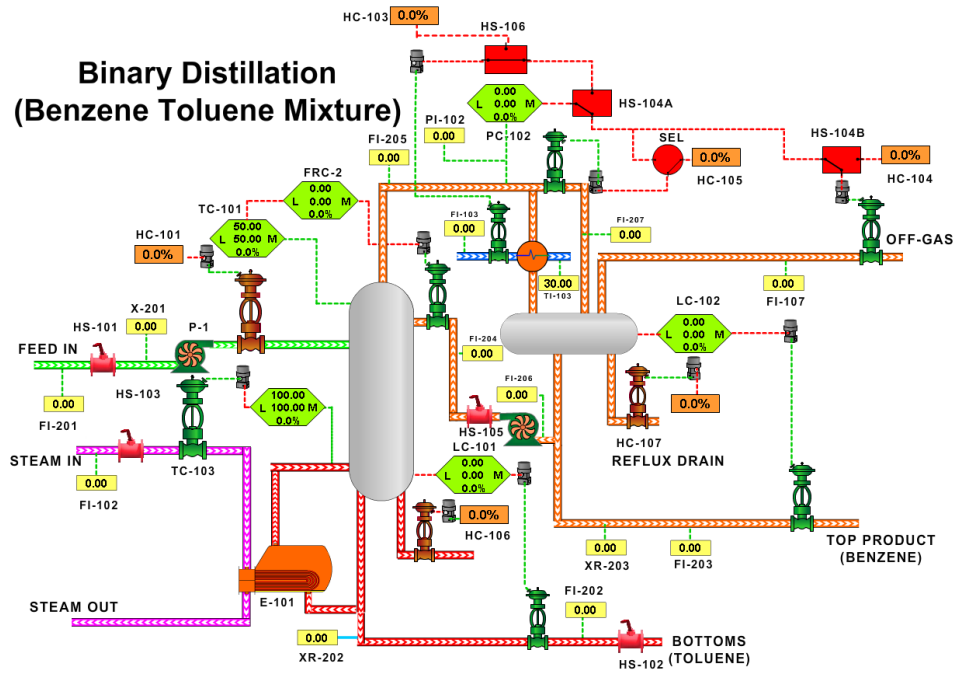 HC-103
0.0%
HS-106
Binary Distillation
(Benzene Toluene Mixture)
0.00
L 0.00 M
0.0%
PC-102
HS-104A
PI-102
0.00
FI-205
0.00
SEL
0.0%
HC-105
HS-104B
0.0%
HC-104
FRC-2
0.00
L 0.00 M
0.0%
TC-101
50.00
L 50.00 M
0.0%
HC-101
0.0%
FI-103
0.00
FI-207
0.00
OFF-GAS
30.00
TI-103
0.00
FI-107
X-201
0.00
P-1
HS-101
FEED IN
HS-103
0.00
FI-201
LC-102
0.00
L 0.00 M
0.0%
FI-204
0.00
FI-206
0.00
0.0%
HC-107
REFLUX DRAIN
100.00
L 100.00 M
0.0%
HS-105
STEAM IN
TC-103
0.00
FI-102
LC-101
0.00
L 0.00 M
0.0%
0.0%
HC-106
TOP PRODUCT
(BENZENE)
0.00
XR-203
0.00
FI-203
E-101
STEAM OUT
FI-202
0.00
0.00
XR-202
HS-102
BOTTOMS
(TOLUENE)